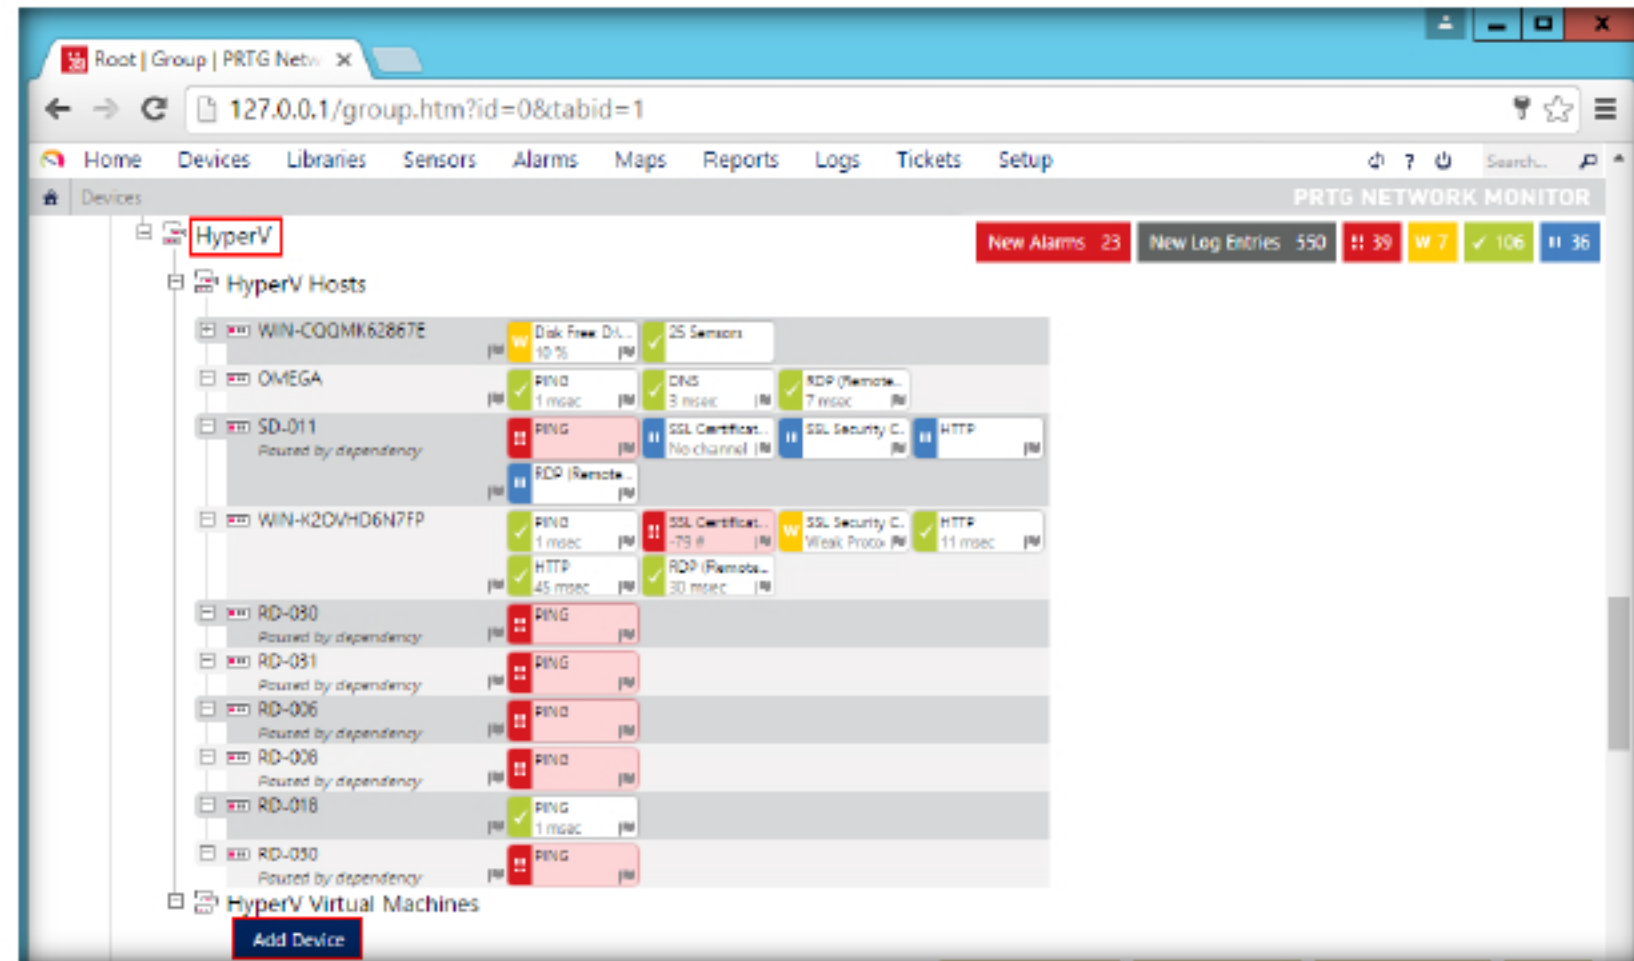 Root | Group | PRTG Netw
127.0.0.1/group.htm?id=0&tabid=1
Home Devices Libraries Sensors Alarms Maps Reports Logs Tickets Setup ? Search...
Devices PRTG NETWORK MONITOR
HyperV New Alarms 23 New Log Entries 550 !! 39 W 7 106 36
HyperV Hosts
WIN-CQQMK62867E Disk Free D:\... 25 Sensors
W 10 %
OMEGA PING DNS RDP (Remote...
1 msec 3 msec 7 msec
SD-011 PING SSL Certificat... SSL Security C... HTTP
Paused by dependency No channel
RDP (Remote...
WIN-K2OVHD6N7FP PING SSL Certificat... SSL Security C... HTTP
1 msec -79 # W Weak Protoc 11 msec
HTTP RDP (Remote...
45 msec 30 msec
RD-030 PING
Paused by dependency
RD-031 PING
Paused by dependency
RD-006 PING
Paused by dependency
RD-008 PING
Paused by dependency
RD-018 PING
1 msec
RD-050 PING
Paused by dependency
HyperV Virtual Machines
Add Device